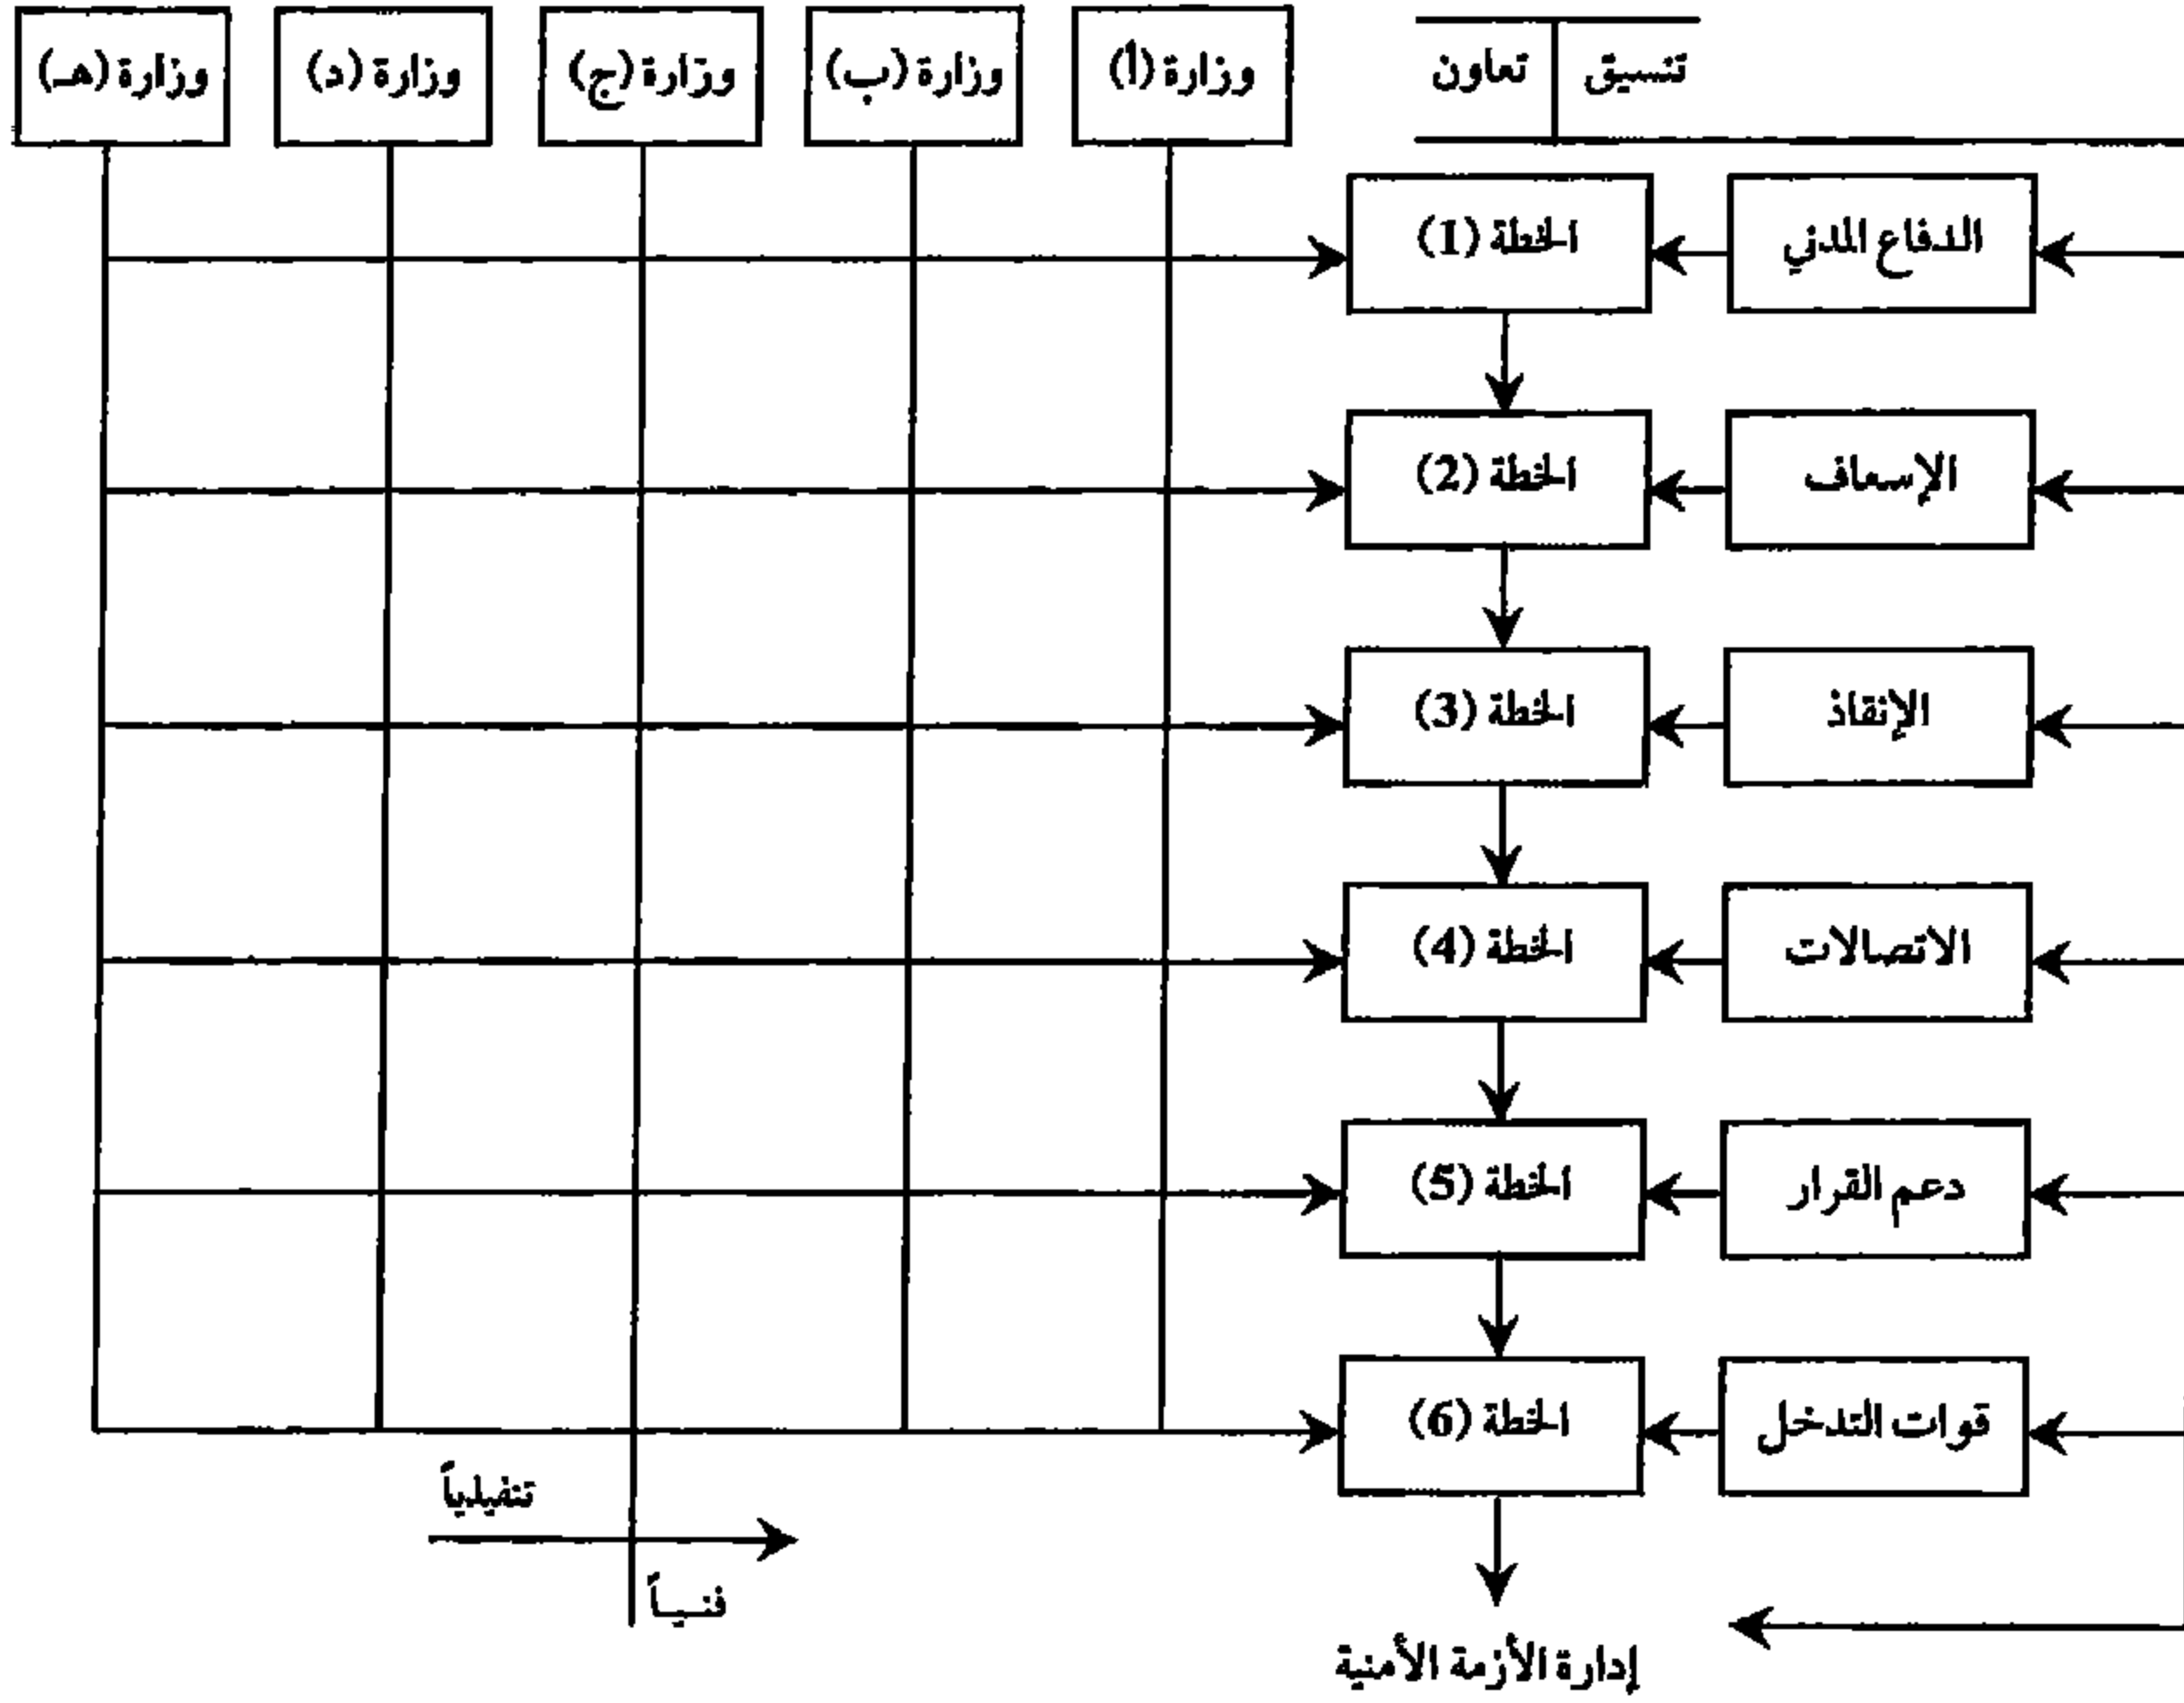 تنسيق
تعاون
وزارة (أ)
وزارة (ب)
وزارة (ج)
وزارة (د)
وزارة (هـ)
الدفاع المدني
الخطة (1)
الإسعاف
الخطة (2)
الإنقاذ
الخطة (3)
الاتصالات
الخطة (4)
دعم القرار
الخطة (5)
قوات التدخل
الخطة (6)
تنفيذياً
فنيـاً
إدارة الأزمة الأمنية